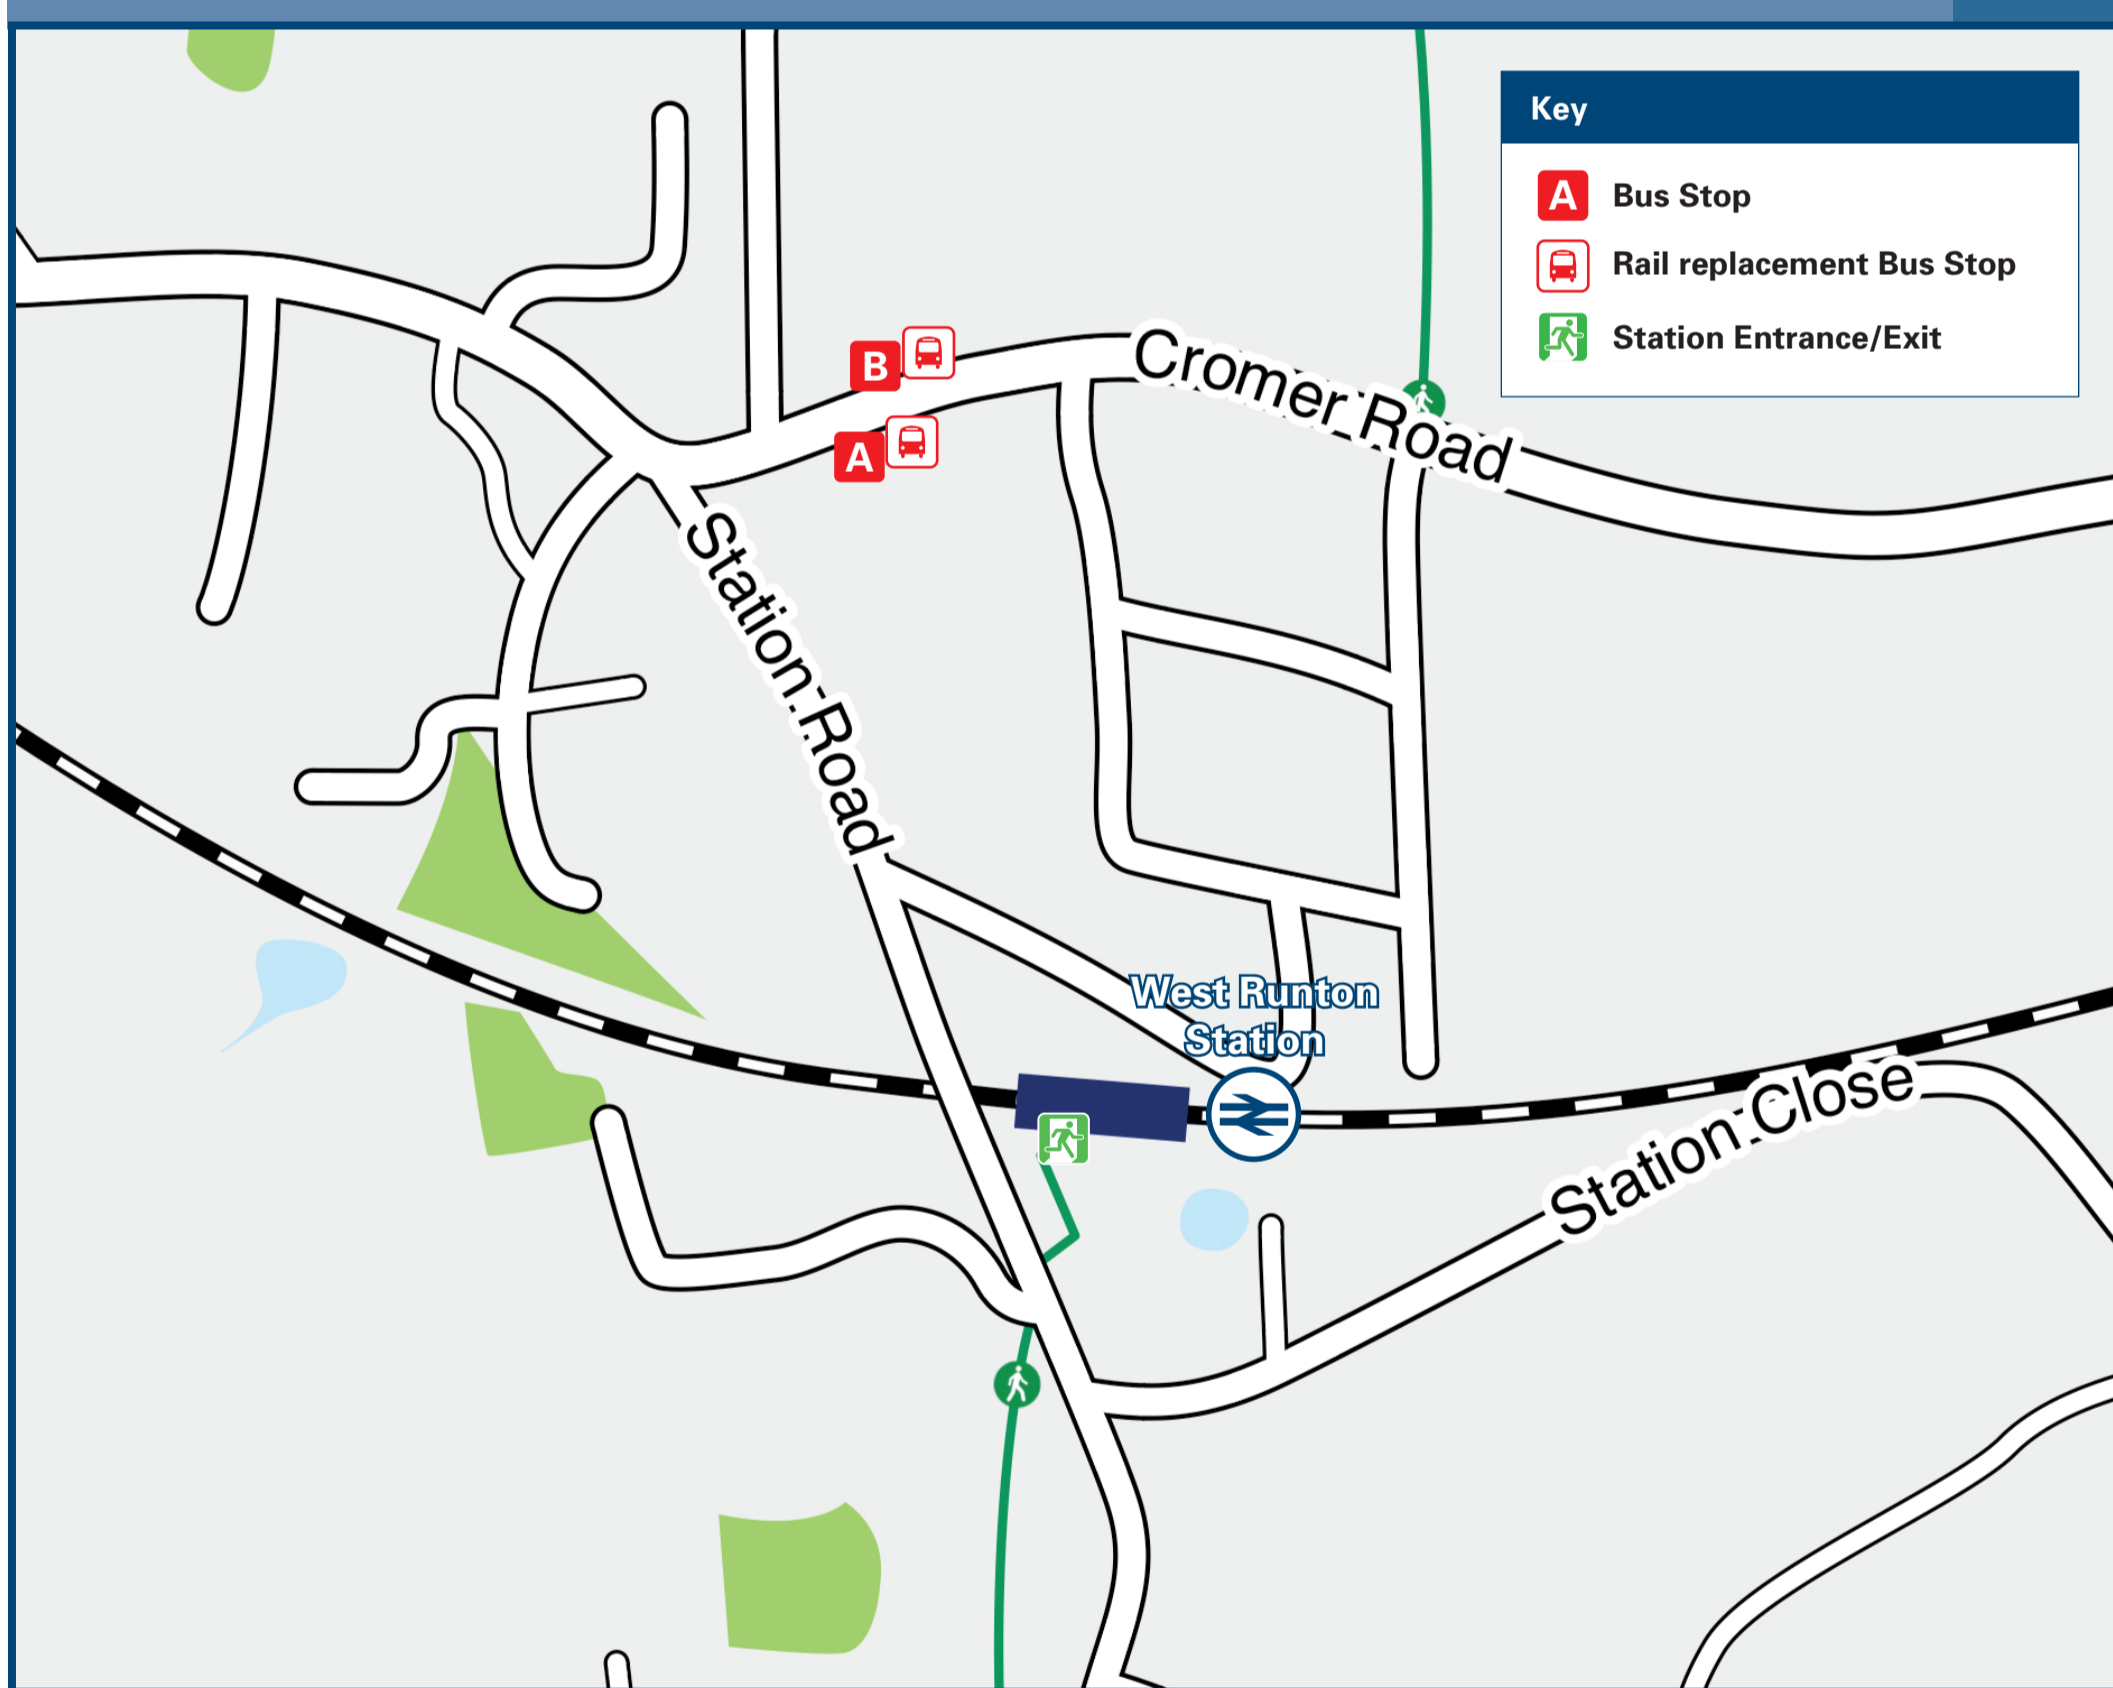 Key
A Bus Stop
Rail replacement Bus Stop
Station Entrance/Exit
B
A
Cromer Road
Station Road
West Runton
Station
Station Close